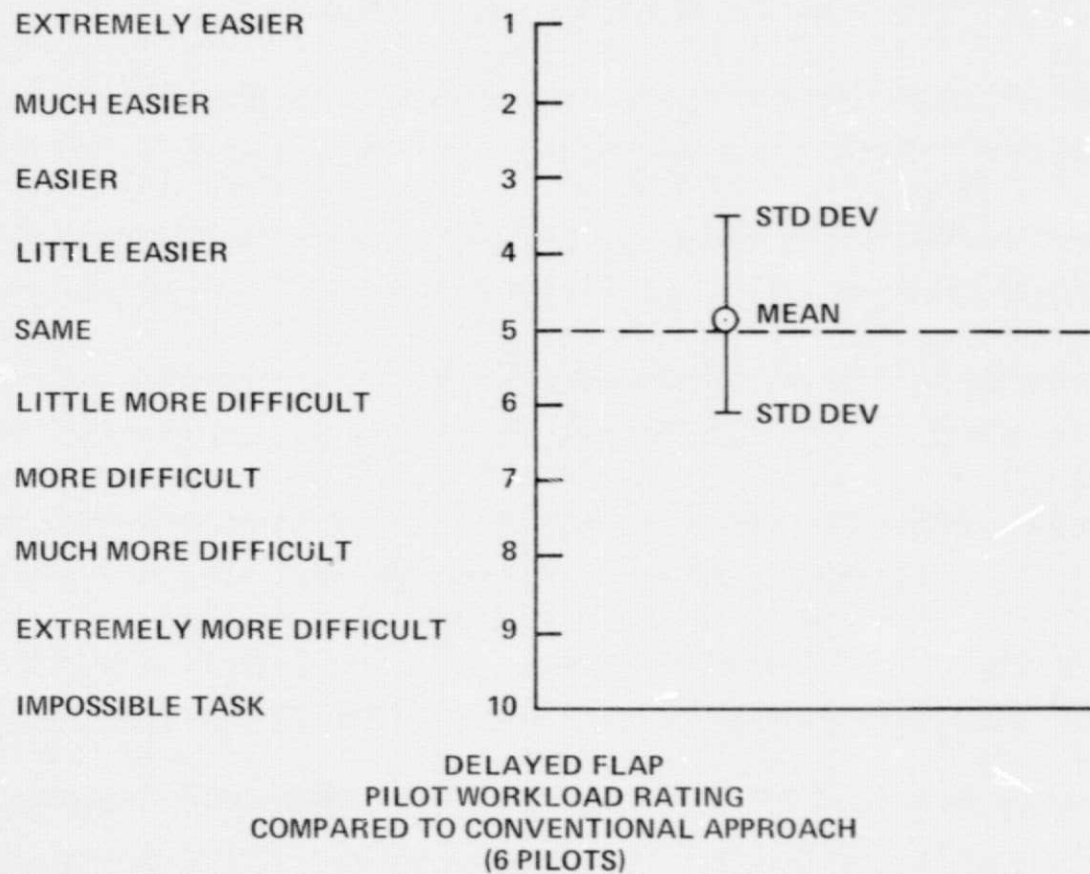 EXTREMELY EASIER 1
MUCH EASIER 2
EASIER 3
STD DEV
LITTLE EASIER 4
MEAN
SAME 5
LITTLE MORE DIFFICULT 6
STD DEV
MORE DIFFICULT 7
MUCH MORE DIFFICULT 8
EXTREMELY MORE DIFFICULT 9
IMPOSSIBLE TASK 10
DELAYED FLAP
PILOT WORKLOAD RATING
COMPARED TO CONVENTIONAL APPROACH
(6 PILOTS)